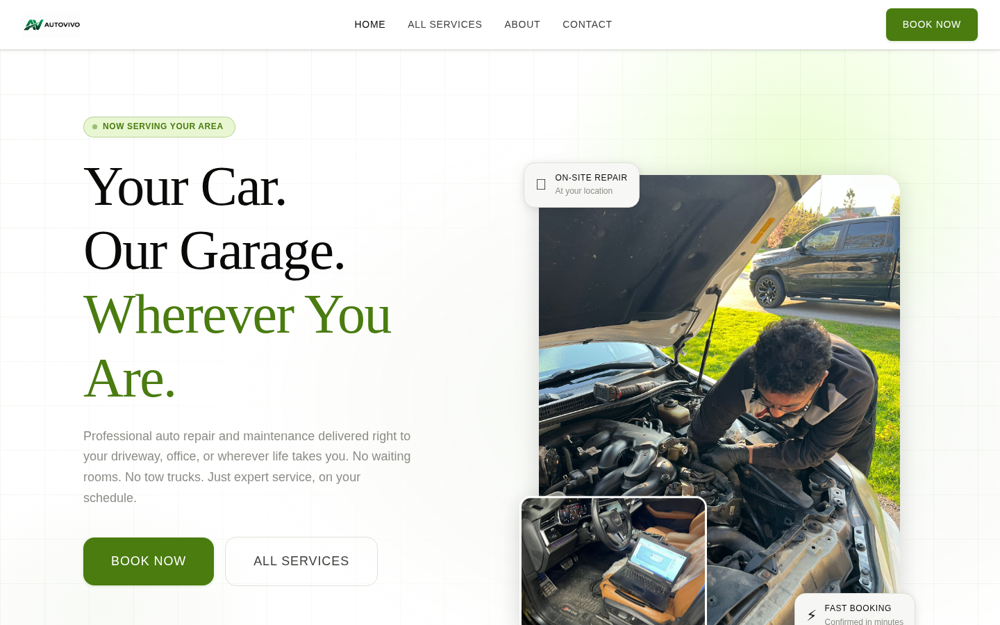 AUTOVIVO
HOME
ALL SERVICES
ABOUT
CONTACT
BOOK NOW
NOW SERVING YOUR AREA
Your Car.
Our Garage.
Wherever You
Are.
Professional auto repair and maintenance delivered right to
your driveway, office, or wherever life takes you. No waiting
rooms. No tow trucks. Just expert service, on your
schedule.
BOOK NOW
ALL SERVICES
ON-SITE REPAIR
At your location
FAST BOOKING
Confirmed in minutes